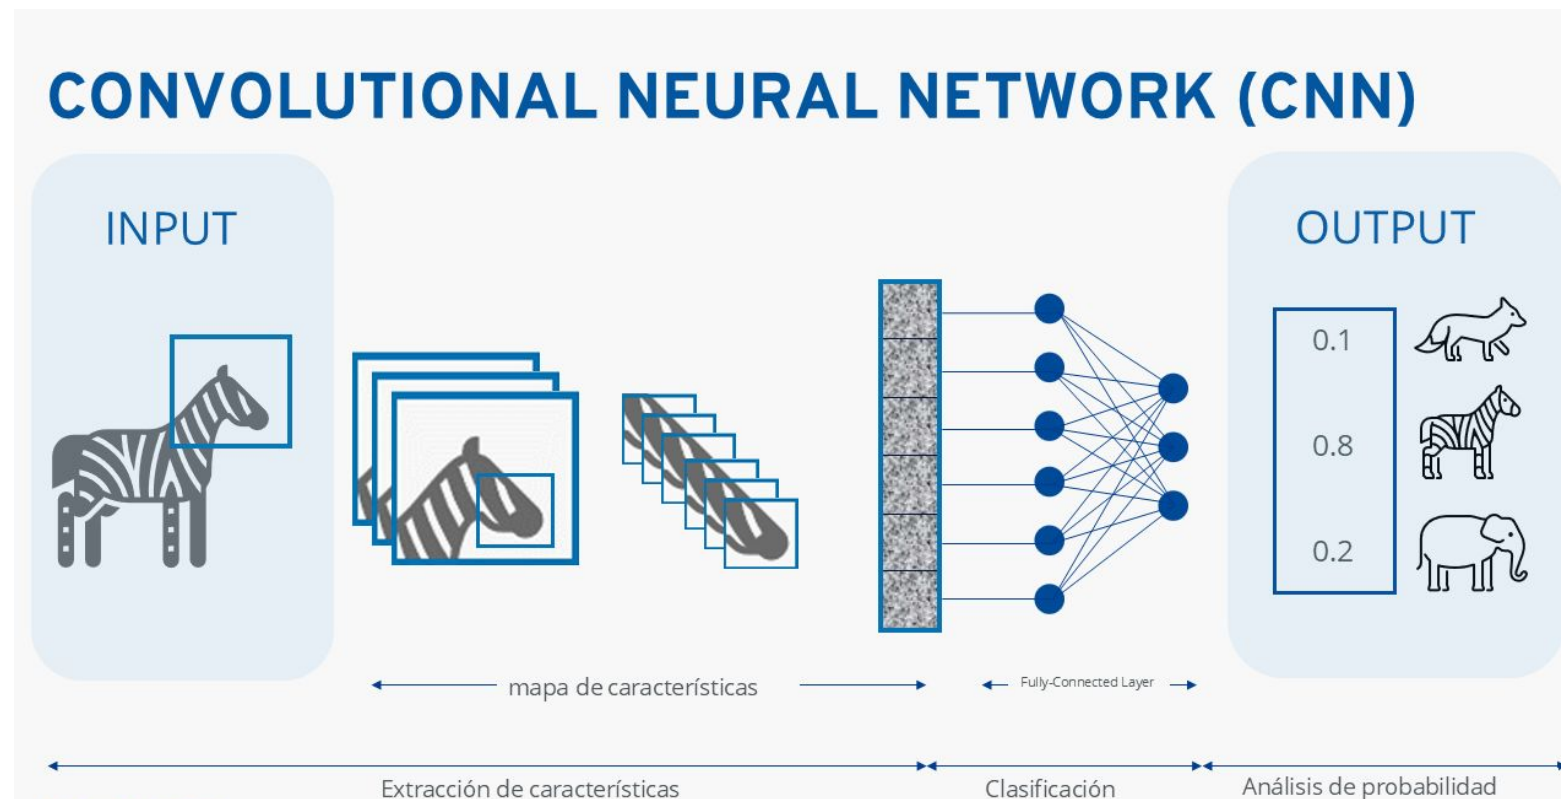 CONVOLUTIONAL NEURAL NETWORK (CNN)
INPUT
OUTPUT
0.1
0.8
0.2
mapa de características
Fully-Connected Layer
Extracción de características
Clasificación
Análisis de probabilidad